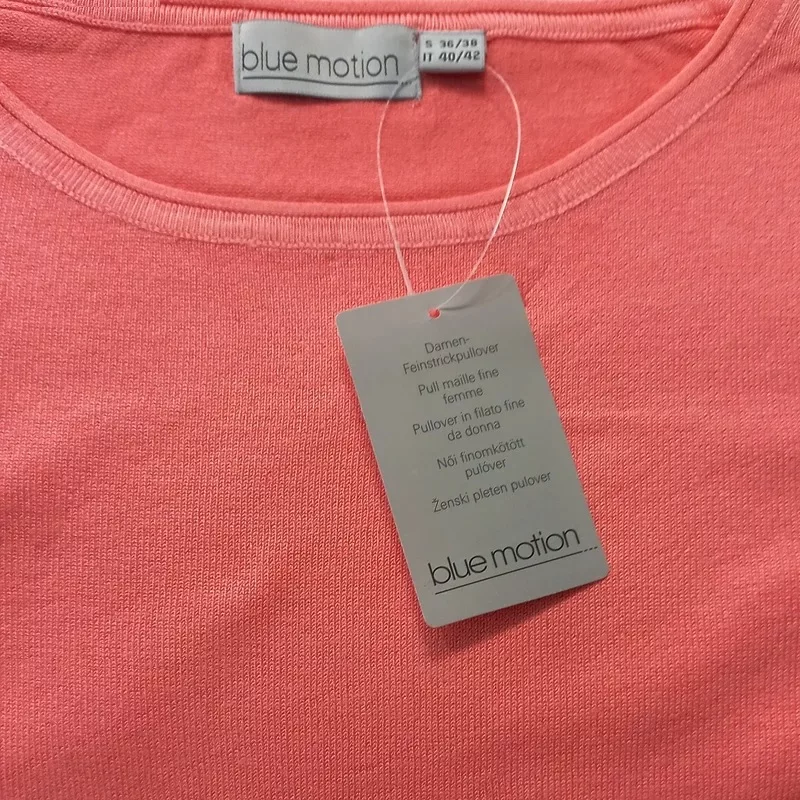 blue motion
S 36/38
IT 40/42
Damen-
Feinstrickpullover
Pull maille fine
femme
Pullover in filato fine
da donna
Női finomkötött
pulóver
Ženski pleten pulover
blue motion